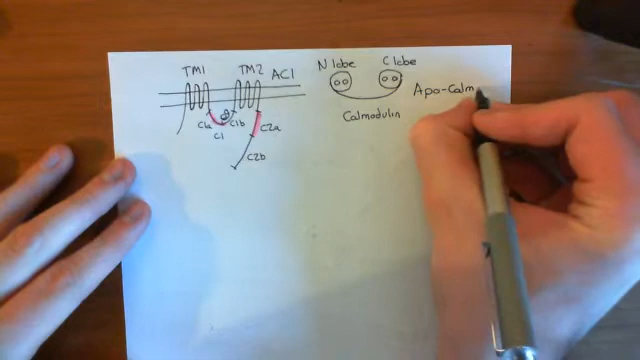 TM1 TM2 AC1
N lobe C lobe
Apo-Calm
Calmodulin
C1a C1b C2a
C1
C2b